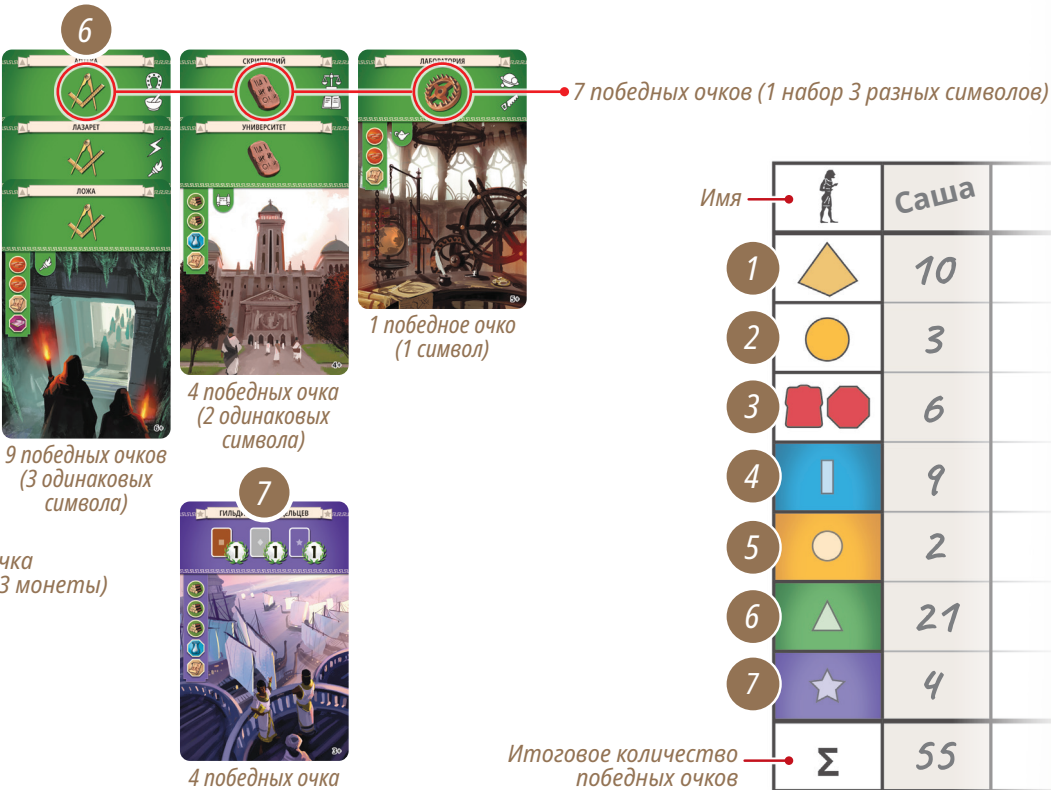 6
СКРИПТОРИЙ
ЛАБОРАТОРИЯ
7 победных очков (1 набор 3 разных символов)
ЛАЗАРЕТ
УНИВЕРСИТЕТ
ЛОЖА
1 победное очко
(1 символ)
4 победных очка
(2 одинаковых
символа)
9 победных очков
(3 одинаковых
символа)
7
1 1 1
3 монеты)
4 победных очка
Имя
Саша
1
10
2
3
3
6
4
9
5
2
6
21
7
4
Итоговое количество
победных очков
Σ
55